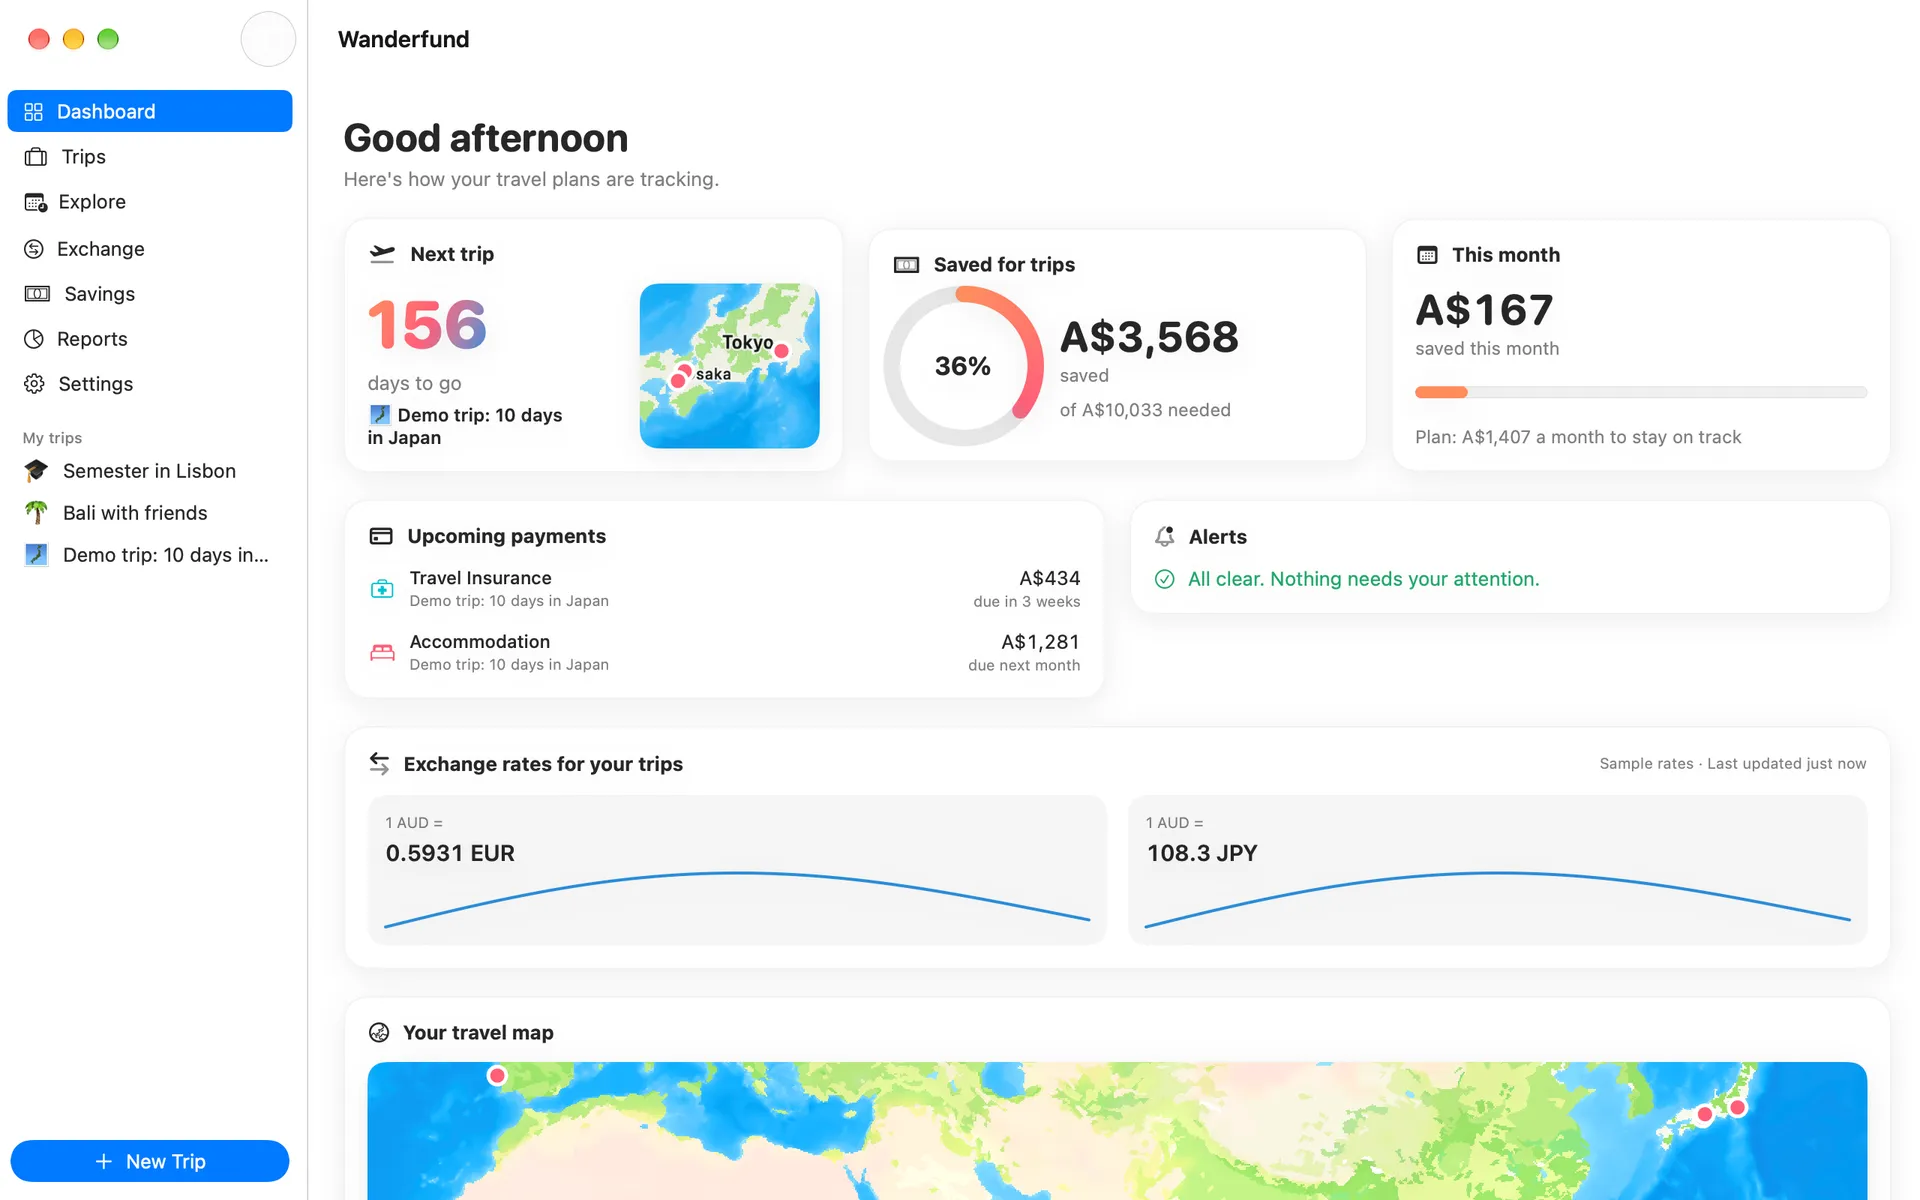 Wanderfund
Dashboard
Trips
Explore
Exchange
Savings
Reports
Settings
My trips
Semester in Lisbon
Bali with friends
Demo trip: 10 days in...
New Trip
Good afternoon
Here's how your travel plans are tracking.
Next trip
156
days to go
Demo trip: 10 days
in Japan
Tokyo
saka
Saved for trips
36%
A$3,568
saved
of A$10,033 needed
This month
A$167
saved this month
Plan: A$1,407 a month to stay on track
Upcoming payments
Travel Insurance
A$434
Demo trip: 10 days in Japan
due in 3 weeks
Accommodation
A$1,281
Demo trip: 10 days in Japan
due next month
Alerts
All clear. Nothing needs your attention.
Exchange rates for your trips
Sample rates · Last updated just now
1 AUD =
0.5931 EUR
1 AUD =
108.3 JPY
Your travel map